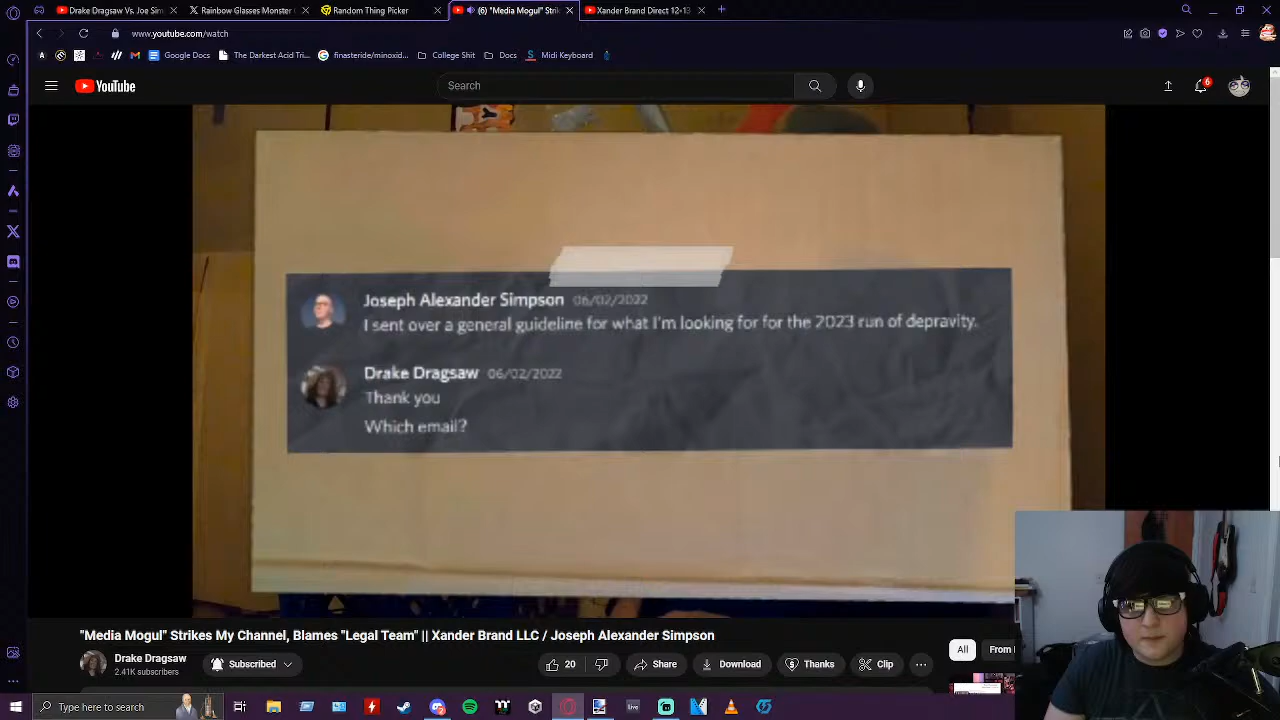 Drake Dragsaw Vs. Joe Sim
Rainbow Glasses Monster
Random Thing Picker
(6) "Media Mogul" Strik
Xander Brand Direct 12-13
www.youtube.com/watch
Google Docs
The Darkest Acid Tri...
finasteride/minoxid...
College Shit
Docs
Midi Keyboard
YouTube
Search
6
Joseph Alexander Simpson 06/02/2022
I sent over a general guideline for what I'm looking for for the 2023 run of depravity.
Drake Dragsaw 06/02/2022
Thank you
Which email?
"Media Mogul" Strikes My Channel, Blames "Legal Team" || Xander Brand LLC / Joseph Alexander Simpson
Drake Dragsaw
2.41K subscribers
Subscribed
20
Share
Download
Thanks
Clip
All
From
Type here to search